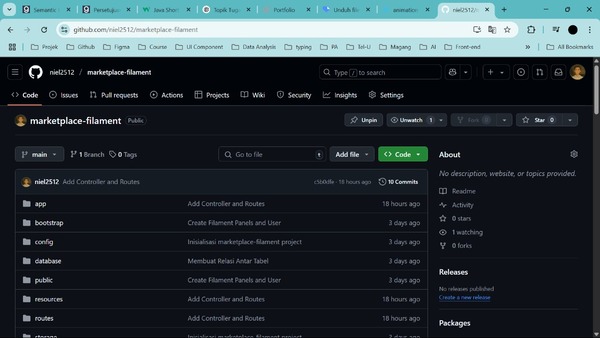 Semantic
Persetuju
Java Shor
Topik Tug
Portfolio
Unduh Bi
animation
niel2512/
github.com/niel2512/marketplace-filament
Projek Github Figma Course UI Component Data Analysis typing PA Tel-U Magang AI Front-end All Bookmarks
niel2512 / marketplace-filament Type / to search
Code Issues Pull requests Actions Projects Wiki Security Insights Settings
marketplace-filament Public Unpin Unwatch 1 Fork 0 Star 0
main 1 Branch 0 Tags Go to file t Add file Code
About
No description, website, or topics provided.
niel2512 Add Controller and Routes c5b0dfe · 18 hours ago 10 Commits
app Add Controller and Routes 18 hours ago
bootstrap Create Filament Panels and User 3 days ago
config Inisialisasi marketplace-filament project 3 days ago
database Membuat Relasi Antar Tabel 3 days ago
public Create Filament Panels and User 3 days ago
resources Add Controller and Routes 18 hours ago
routes Add Controller and Routes 18 hours ago
storage Inisialisasi marketplace-filament project 3 days ago
Readme
Activity
0 stars
1 watching
0 forks
Releases
No releases published
Create a new release
Packages